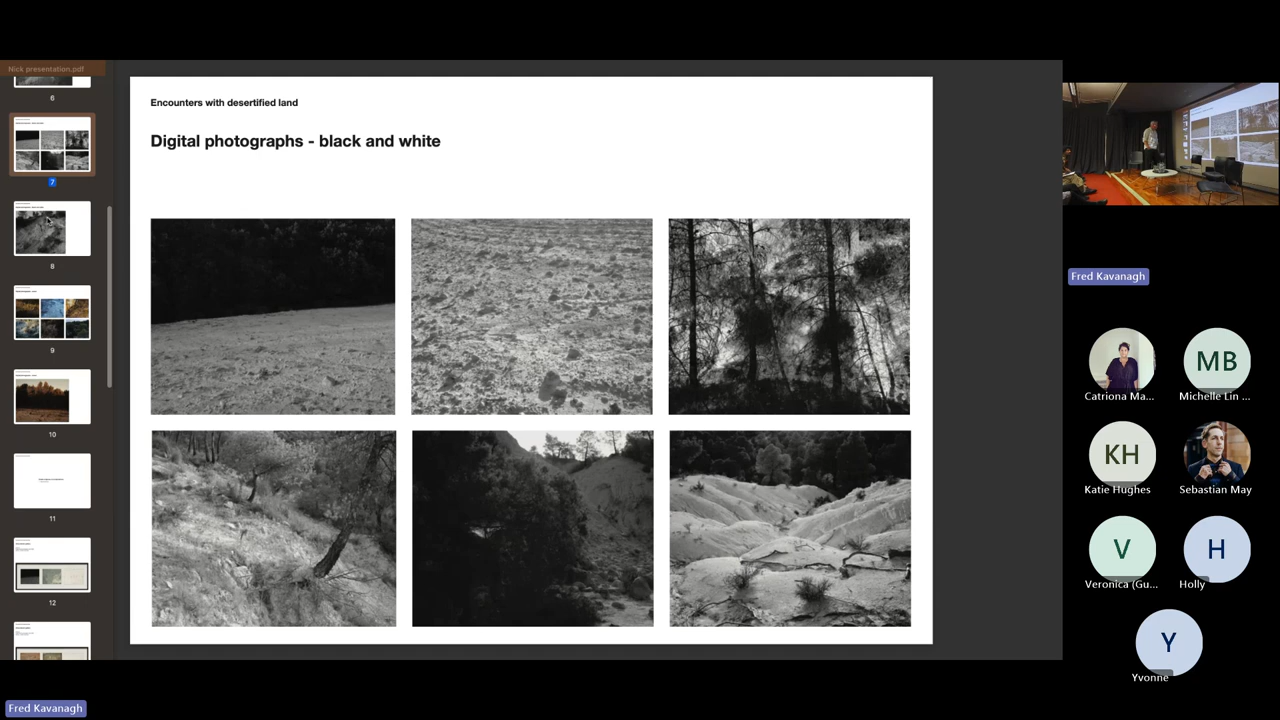 Nick presentation.pdf
6
7
8
9
10
11
12
Encounters with desertified land
Digital photographs - black and white
Fred Kavanagh
Catriona Ma...
MB
Michelle Lin ...
KH
Katie Hughes
Sebastian May
V
Veronica (Gu...
H
Holly
Y
Yvonne
Fred Kavanagh